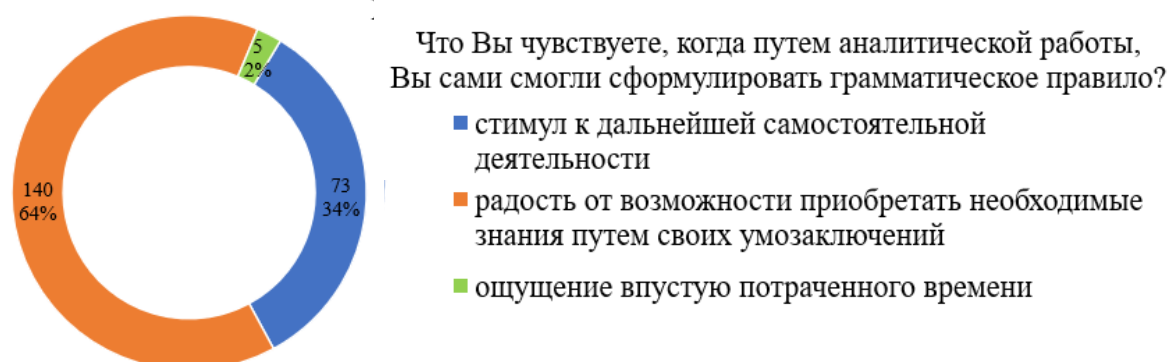 Что Вы чувствуете, когда путем аналитической работы,
Вы сами смогли сформулировать грамматическое правило?
5
2%
140
64%
73
34%
стимул к дальнейшей самостоятельной
деятельности
радость от возможности приобретать необходимые
знания путем своих умозаключений
ощущение впустую потраченного времени